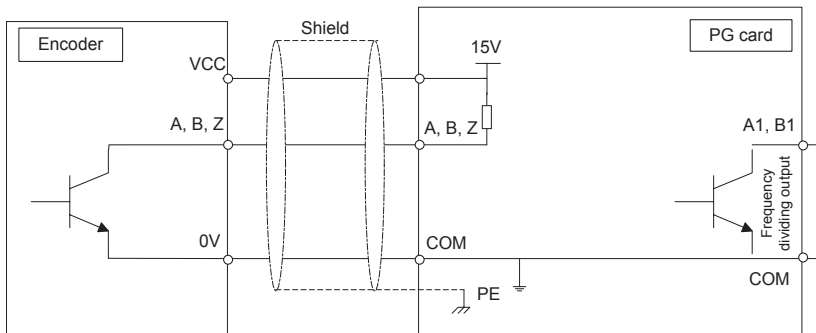 Encoder
Shield
15V
PG card
VCC
A, B, Z
A, B, Z
A1, B1
Frequency
dividing output
0V
COM
COM
PE